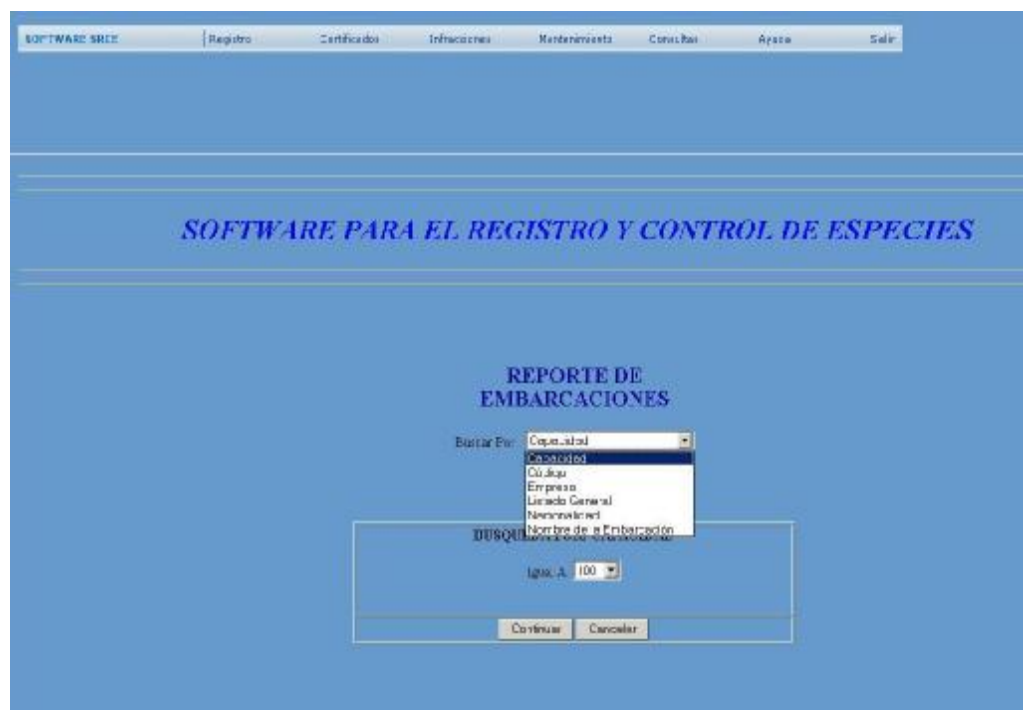 SOFTWARE SRCE Registro Certificados Infracciones Mantenimiento Consultas Ayuda Salir
SOFTWARE PARA EL REGISTRO Y CONTROL DE ESPECIES
REPORTE DE
EMBARCACIONES
Buscar Por Capacidad
Capacidad
Código
Empresa
Listado General
Nacionalidad
Nombre de la Embarcación
Igual A 100
Continuar Cancelar